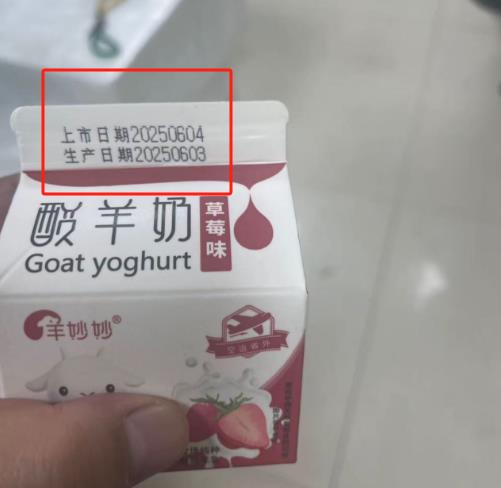 上市日期20250604
生产日期20250603
酸羊奶
草莓味
Goat yoghurt
羊妙妙®